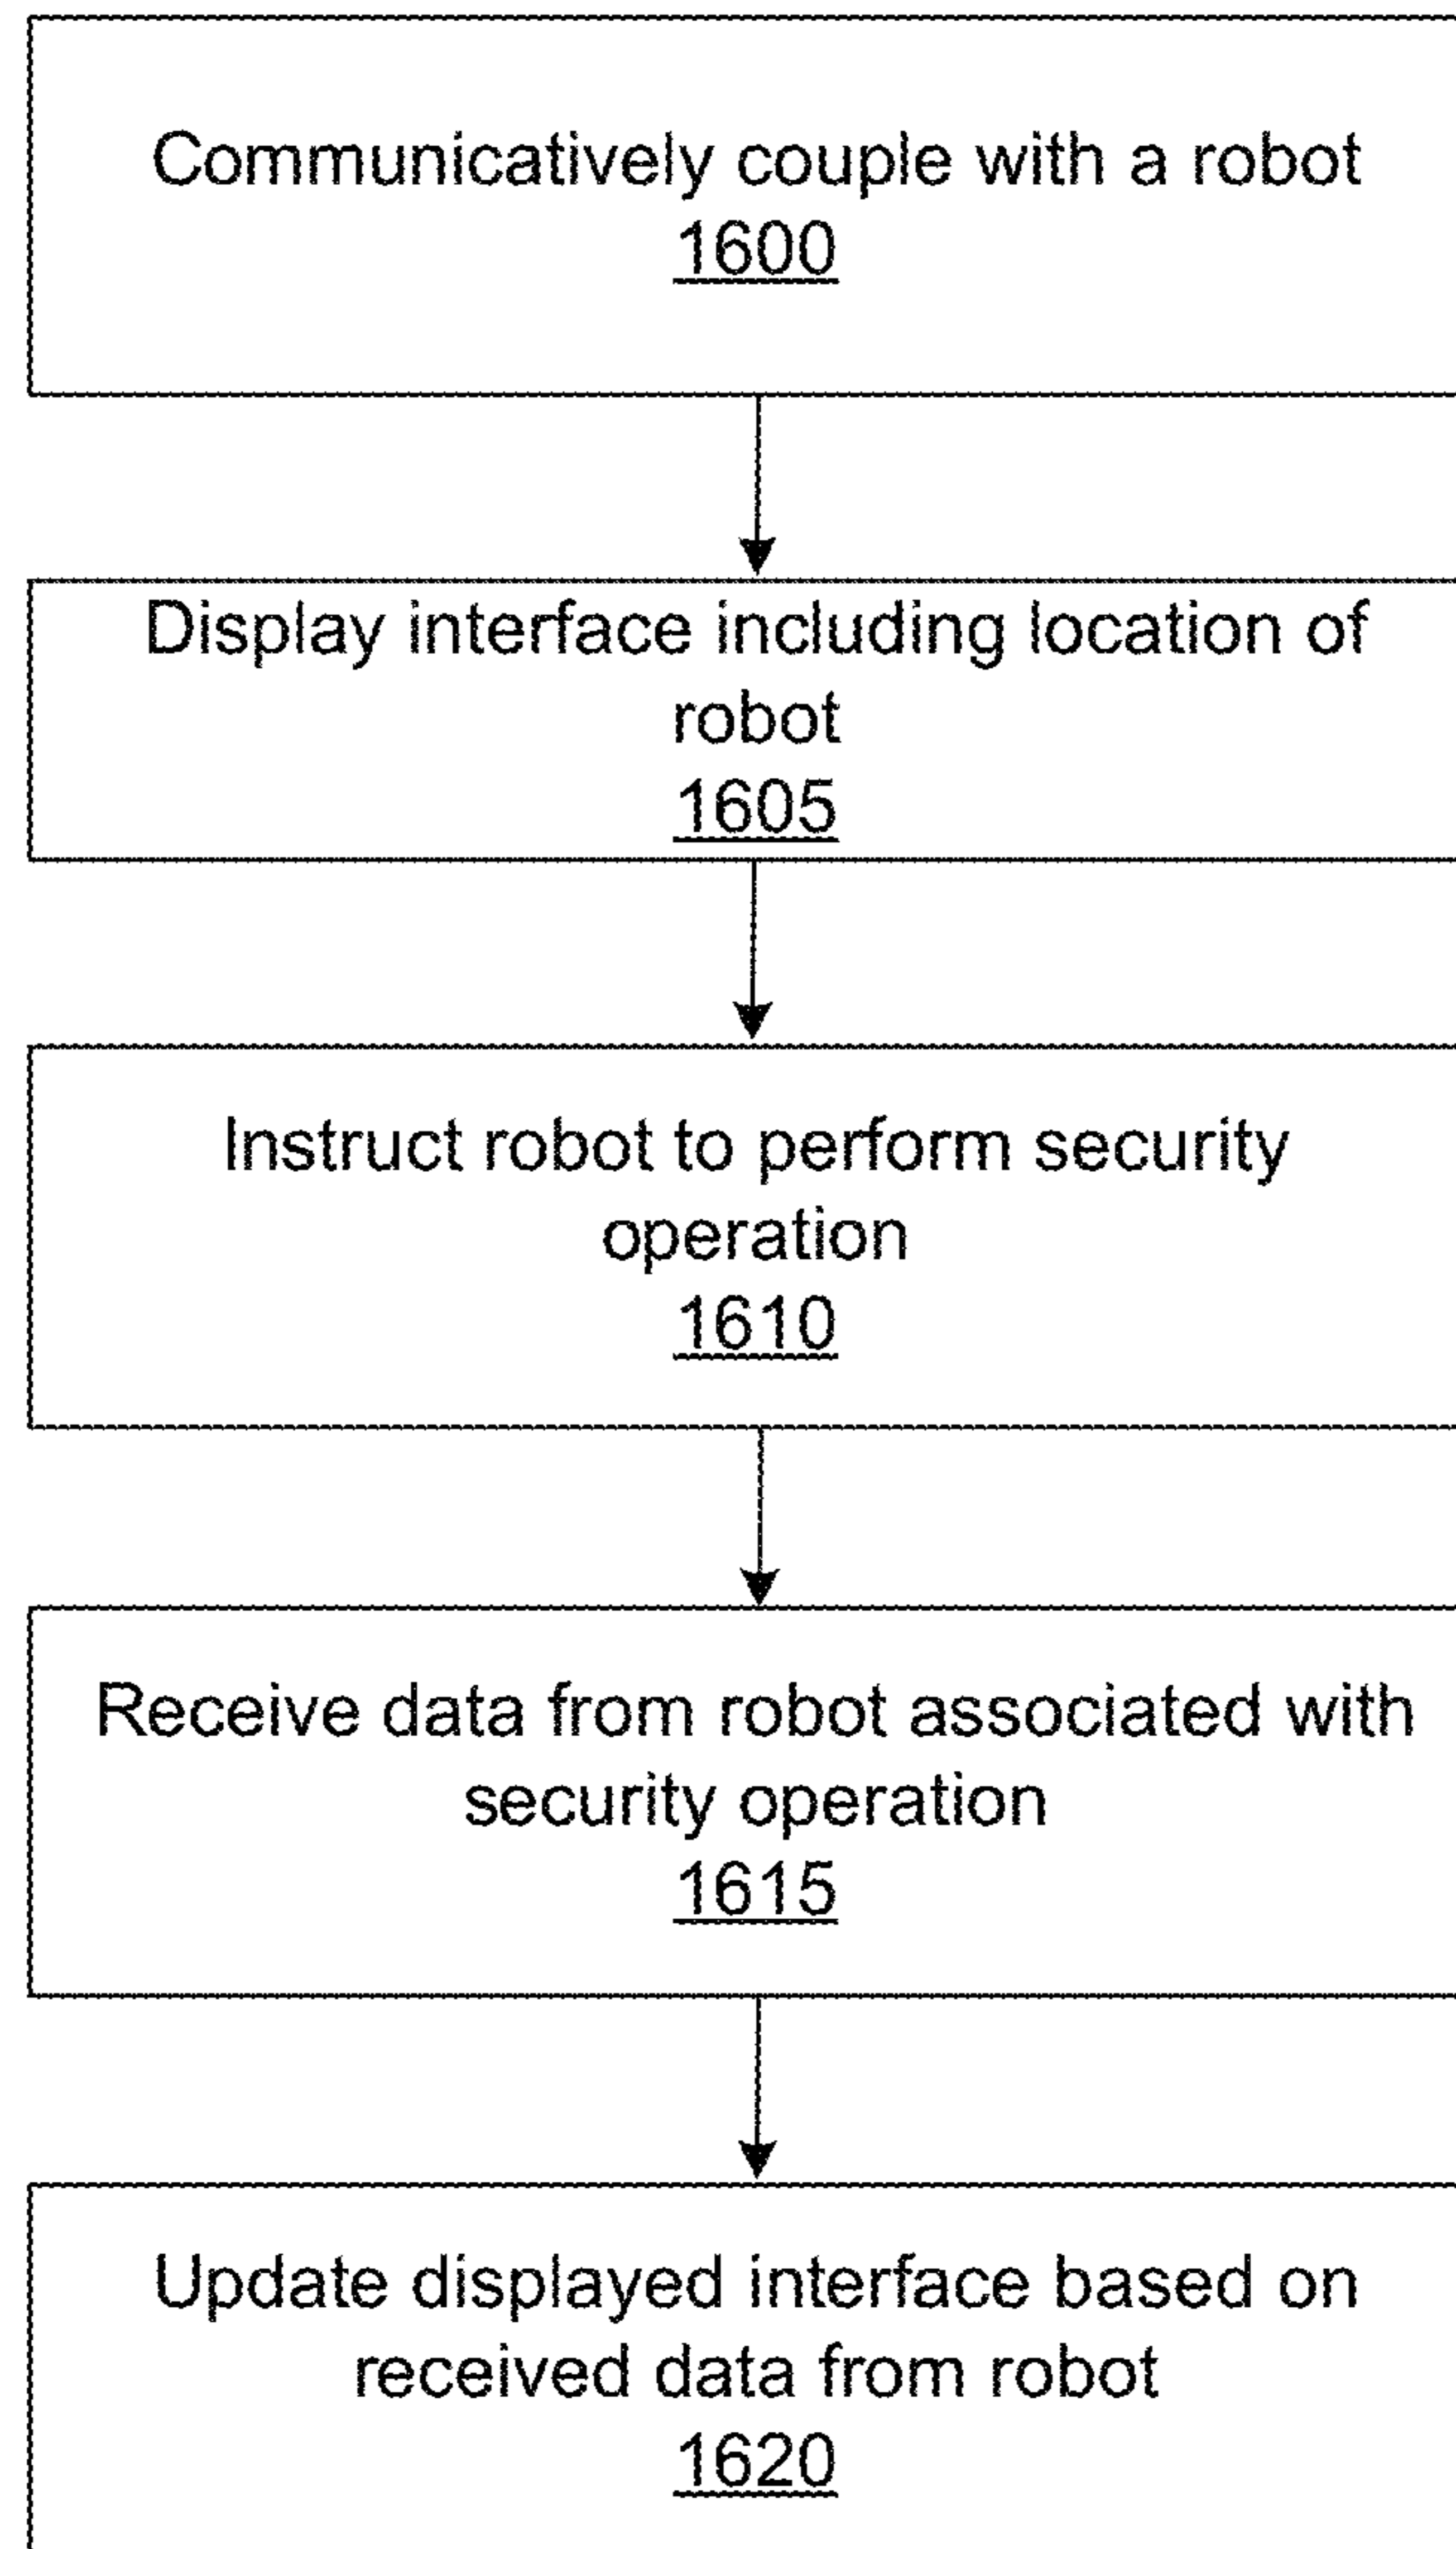 Communicatively couple with a robot
1600
Display interface including location of
robot
1605
Instruct robot to perform security
operation
1610
Receive data from robot associated with
security operation
1615
Update displayed interface based on
received data from robot
1620